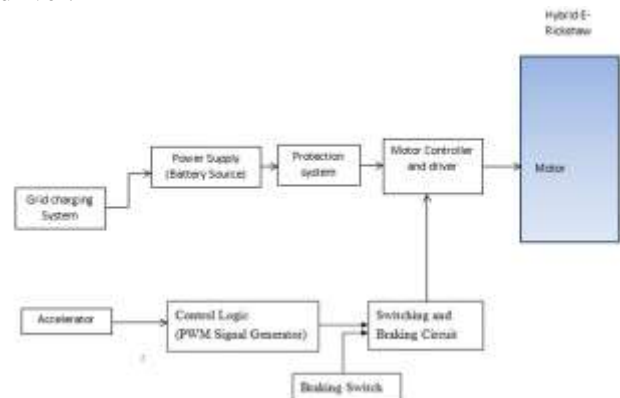 Hybrid E-
Rickshaw
Power Supply
(Battery Source)
Protection
system
Motor Controller
and driver
Motor
Grid charging
System
Accelerator
Control Logic
(PWM Signal Generator)
Switching and
Braking Circuit
Braking Switch